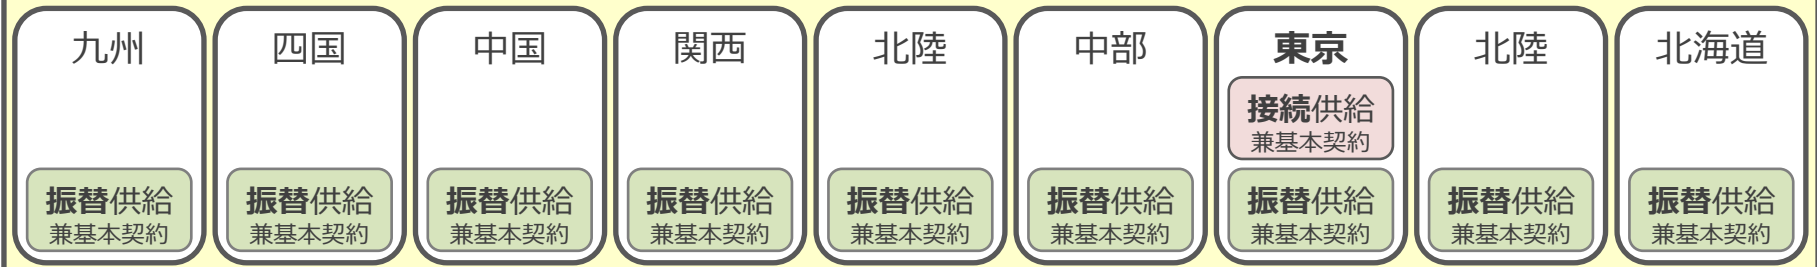 九州
振替供給
兼基本契約
四国
振替供給
兼基本契約
中国
振替供給
兼基本契約
関西
振替供給
兼基本契約
北陸
振替供給
兼基本契約
中部
振替供給
兼基本契約
東京
接続供給
兼基本契約
振替供給
兼基本契約
北陸
振替供給
兼基本契約
北海道
振替供給
兼基本契約